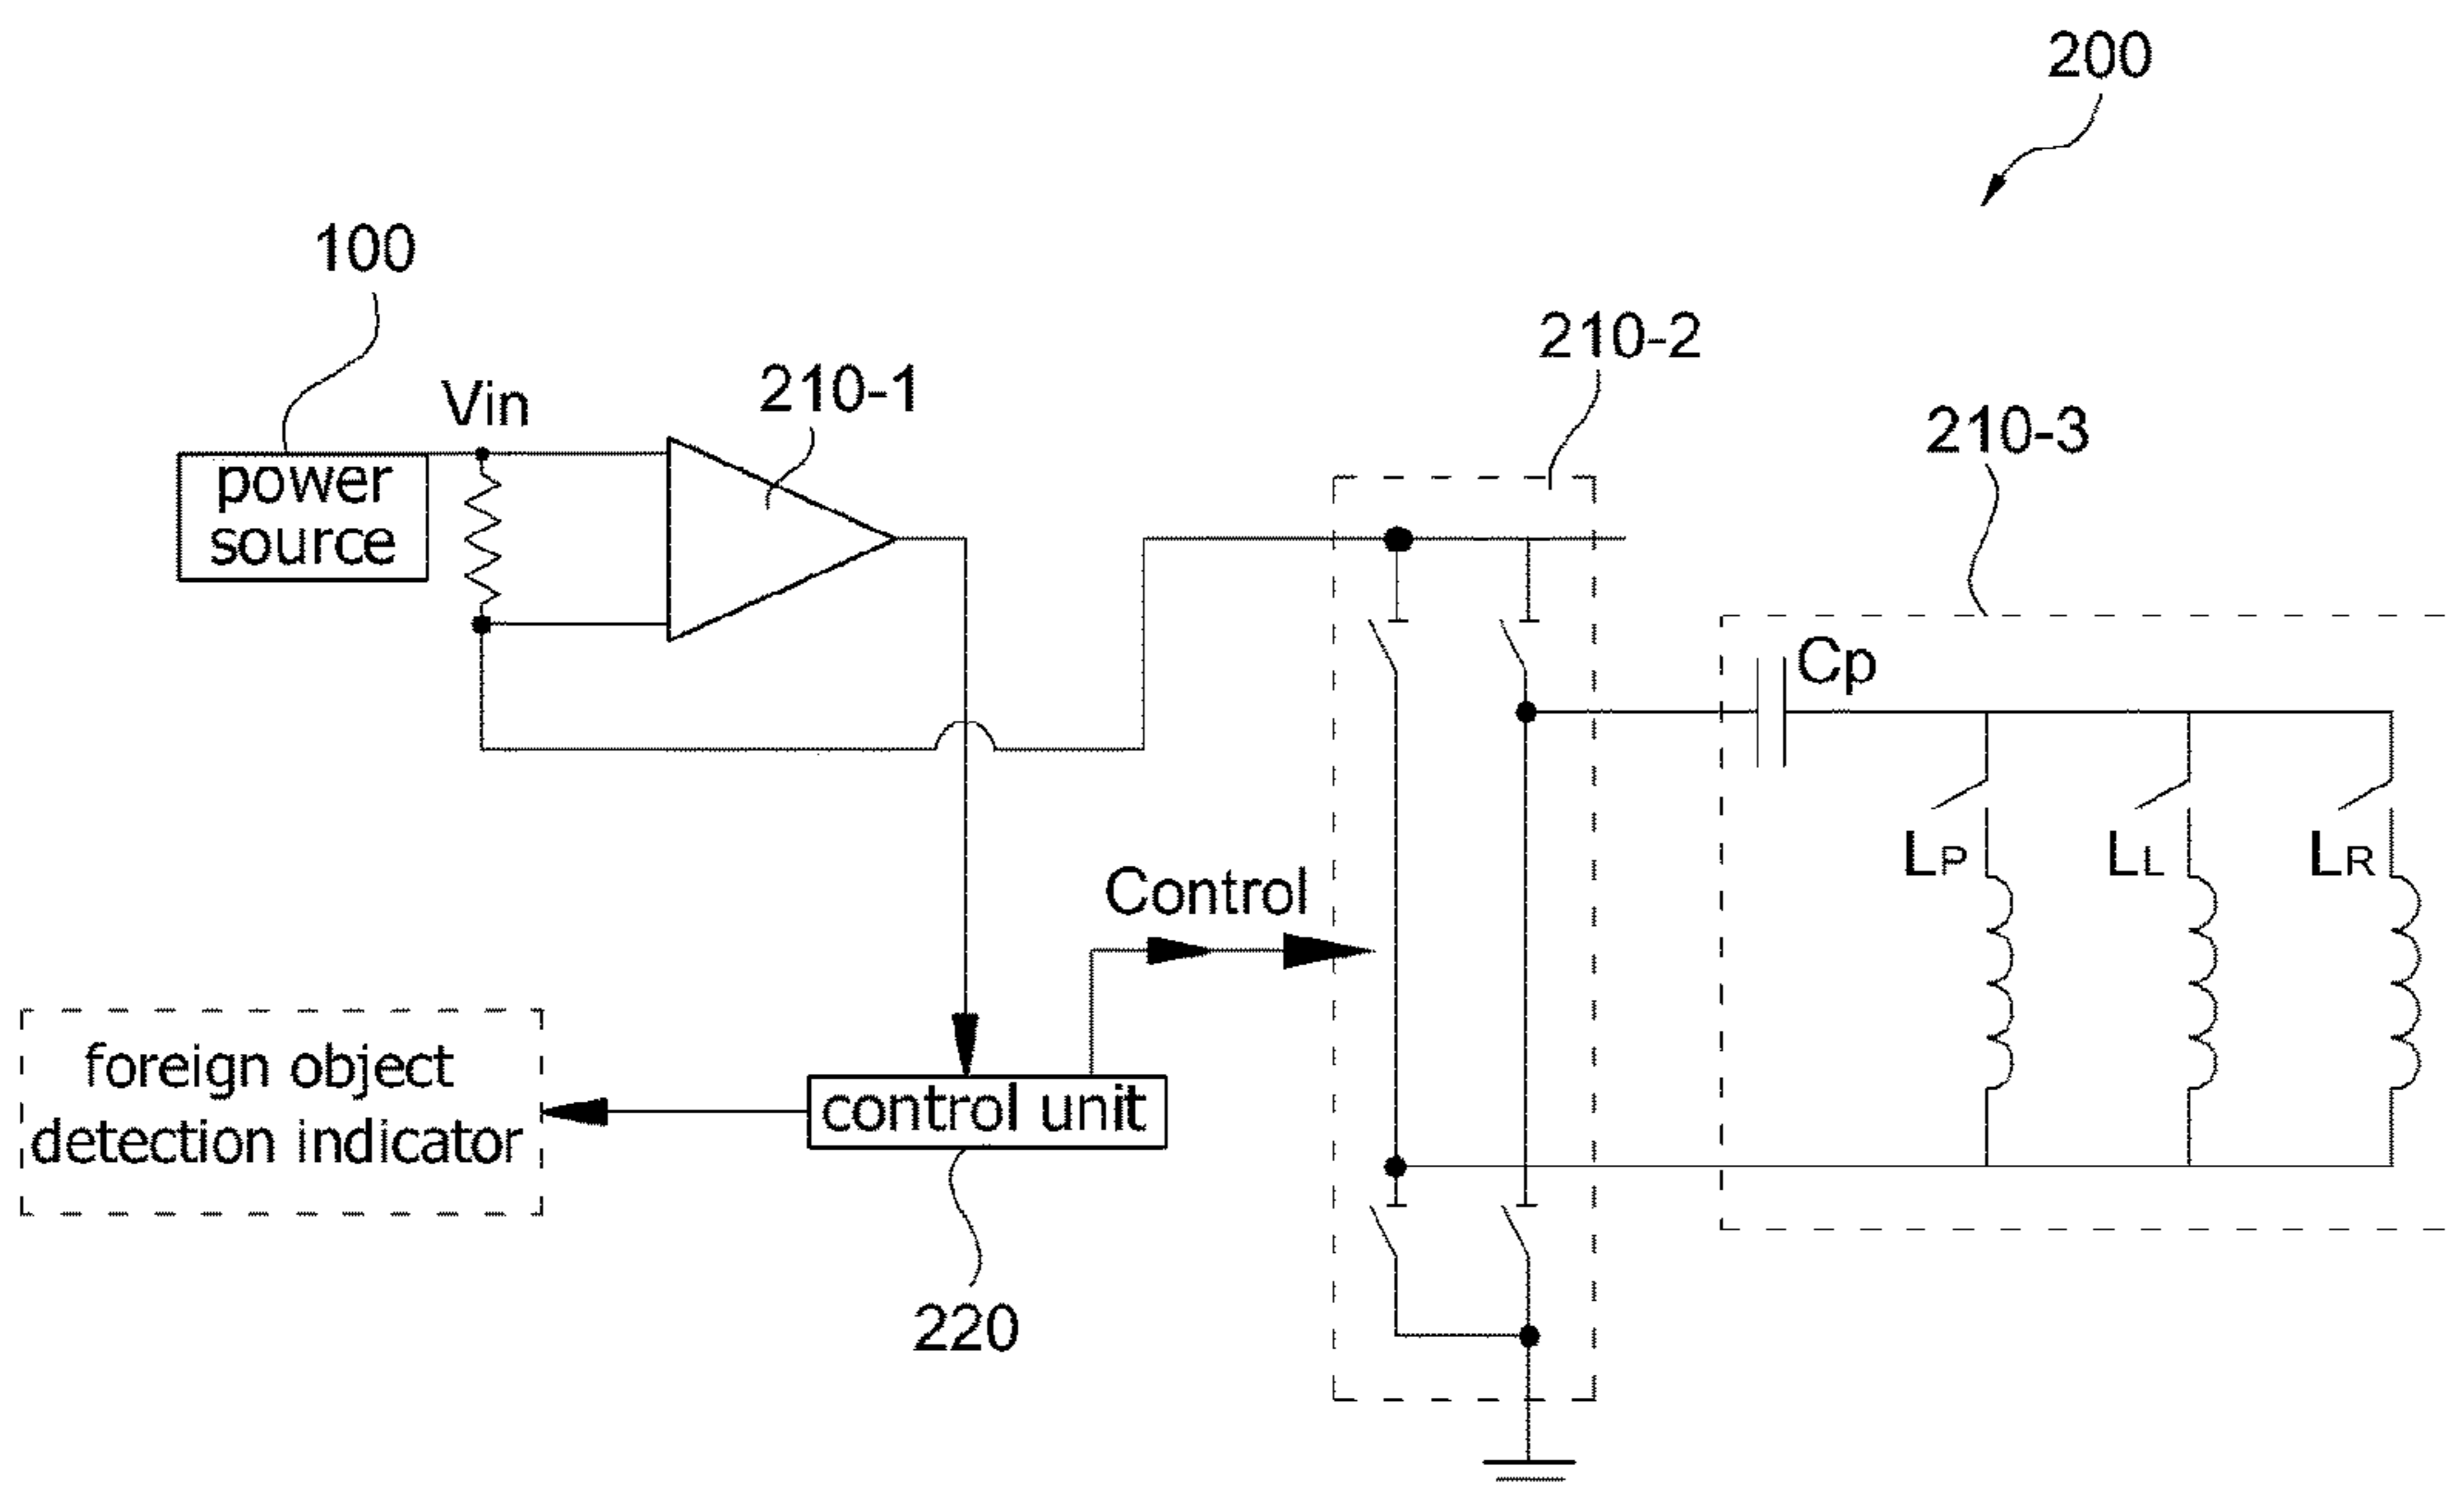 200
100
210-2
Vin
210-1
210-3
power
source
Cp
LP
LL
LR
Control
foreign object
detection indicator
control unit
220